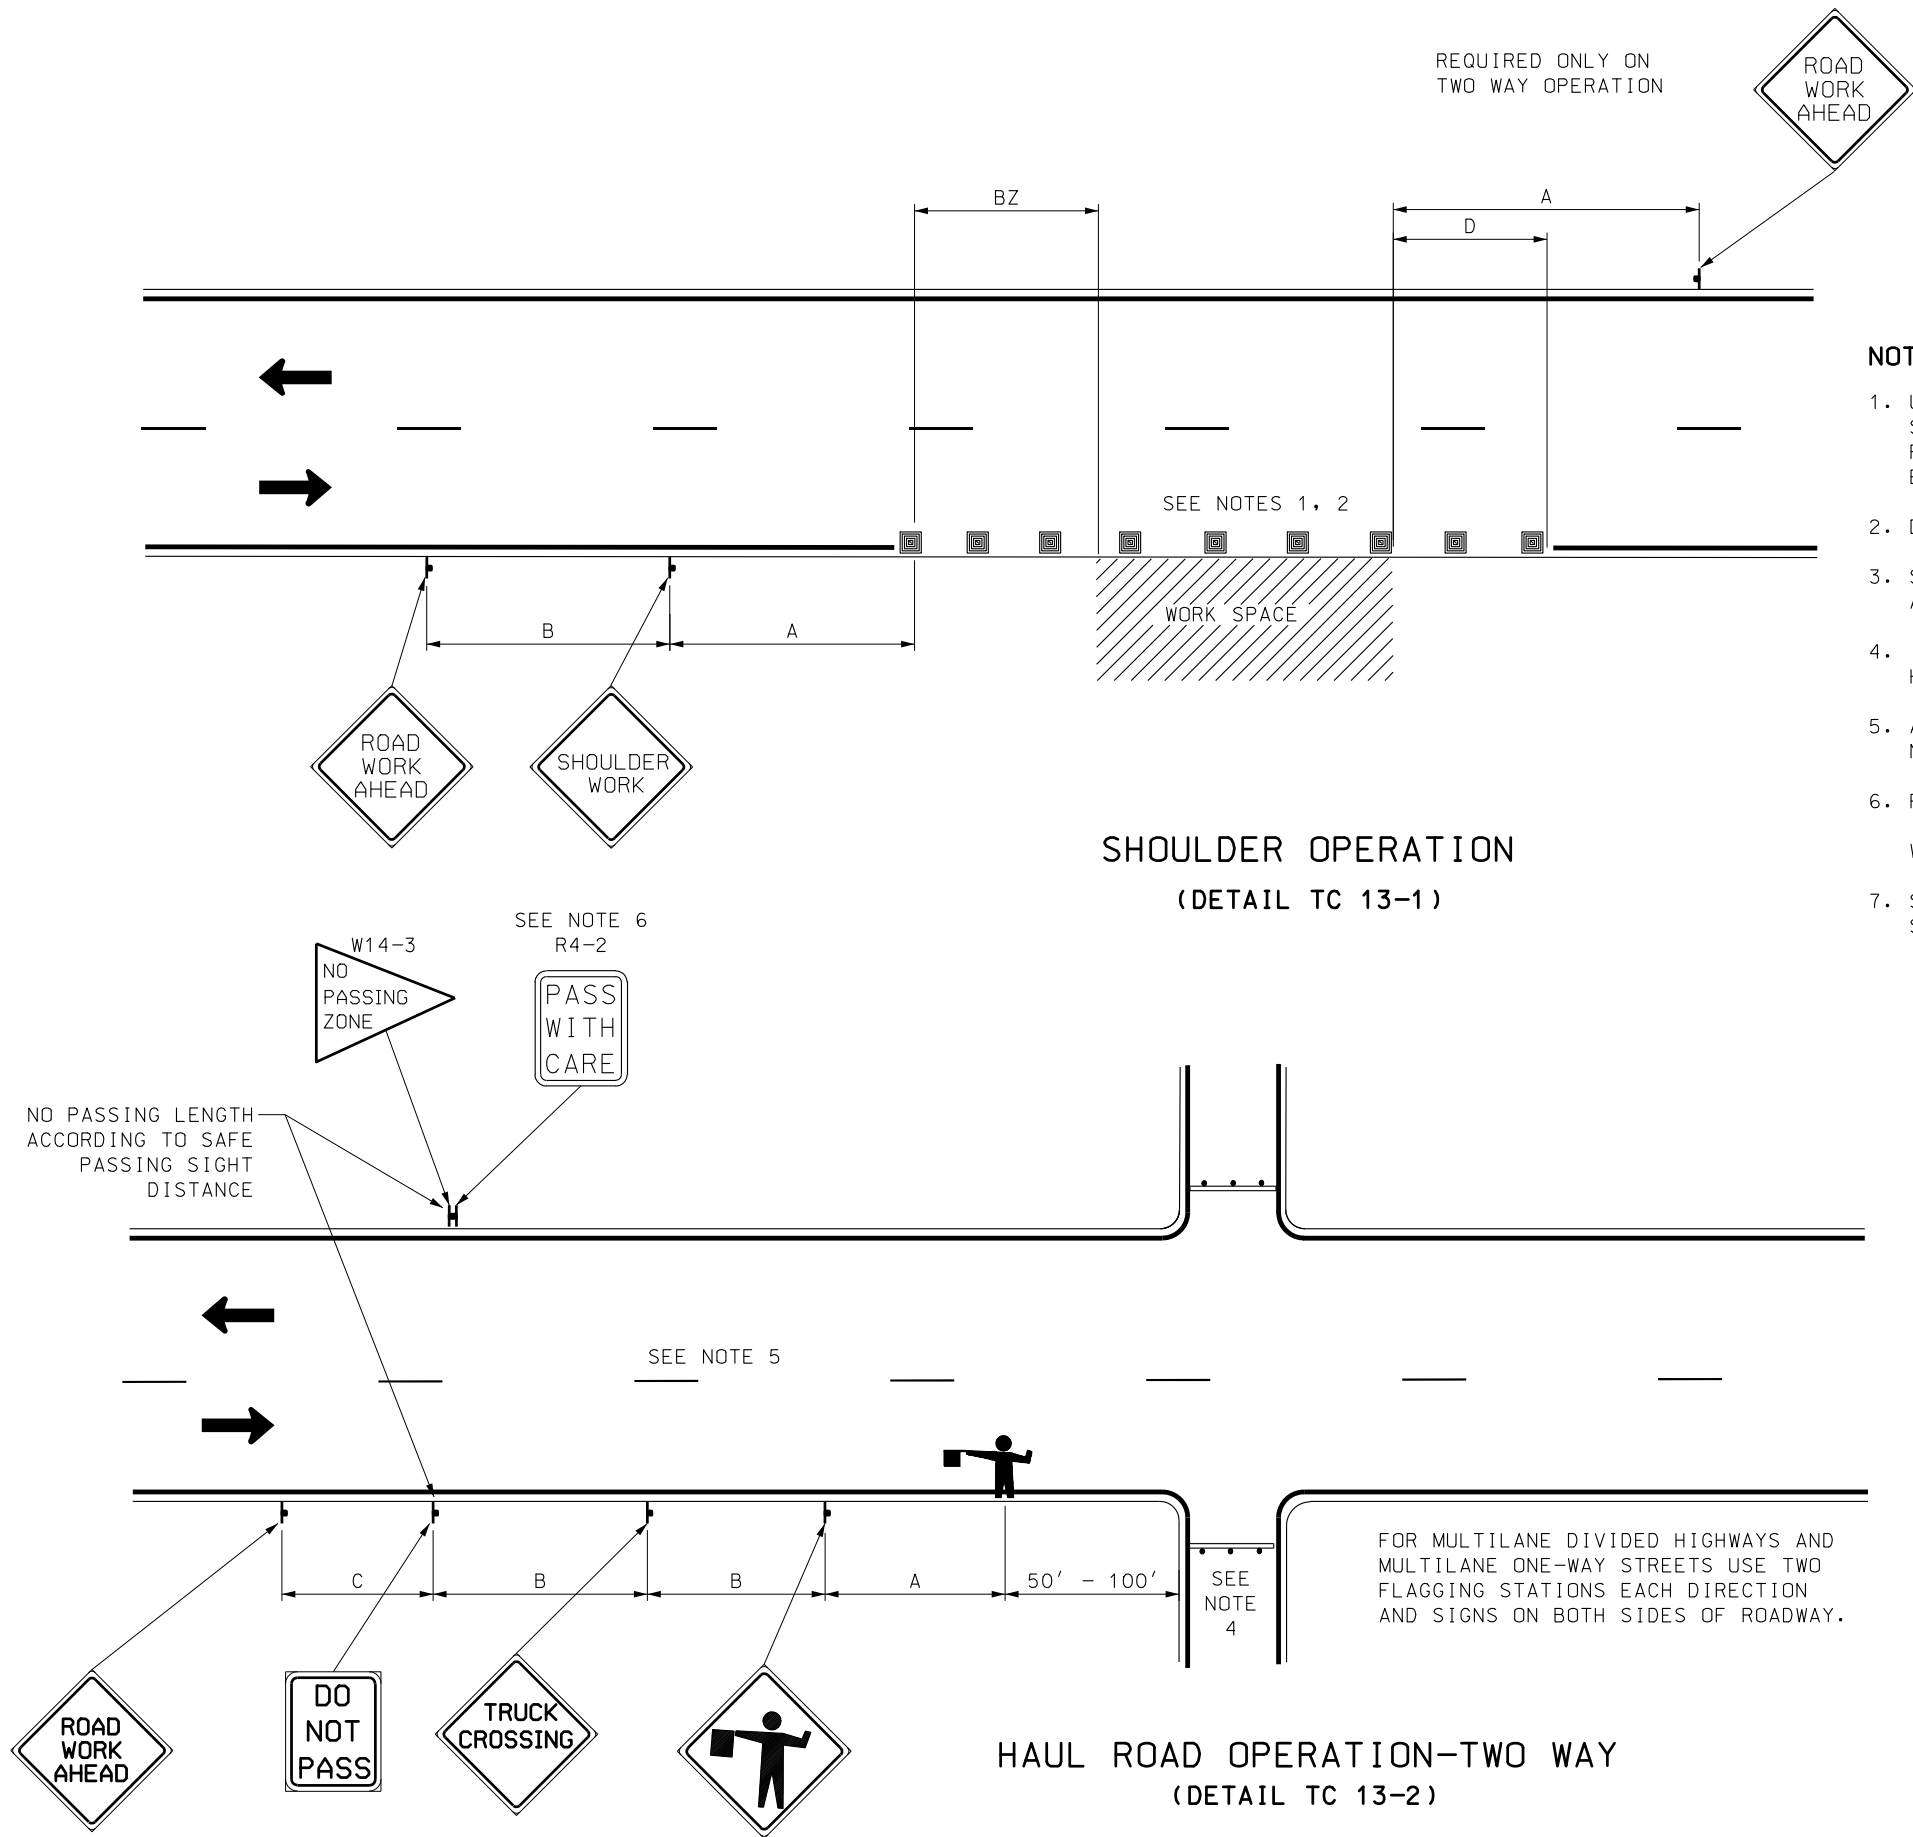 REQUIRED ONLY ON
TWO WAY OPERATION
ROAD
WORK
AHEAD
BZ
A
D
SEE NOTES 1, 2
WORK SPACE
B
A
ROAD
WORK
AHEAD
SHOULDER
WORK
SHOULDER OPERATION
(DETAIL TC 13-1)
1.
2.
3.
4.
5.
6.
7.
SEE NOTE 6
W14-3
R4-2
NO
PASSING
ZONE
PASS
WITH
CARE
NO PASSING LENGTH
ACCORDING TO SAFE
PASSING SIGHT
DISTANCE
SEE NOTE 5
C
B
B
A
50' - 100'
SEE
NOTE
4
FOR MULTILANE DIVIDED HIGHWAYS AND
MULTILANE ONE-WAY STREETS USE TWO
FLAGGING STATIONS EACH DIRECTION
AND SIGNS ON BOTH SIDES OF ROADWAY.
ROAD
WORK
AHEAD
DO
NOT
PASS
TRUCK
CROSSING
HAUL ROAD OPERATION-TWO WAY
(DETAIL TC 13-2)